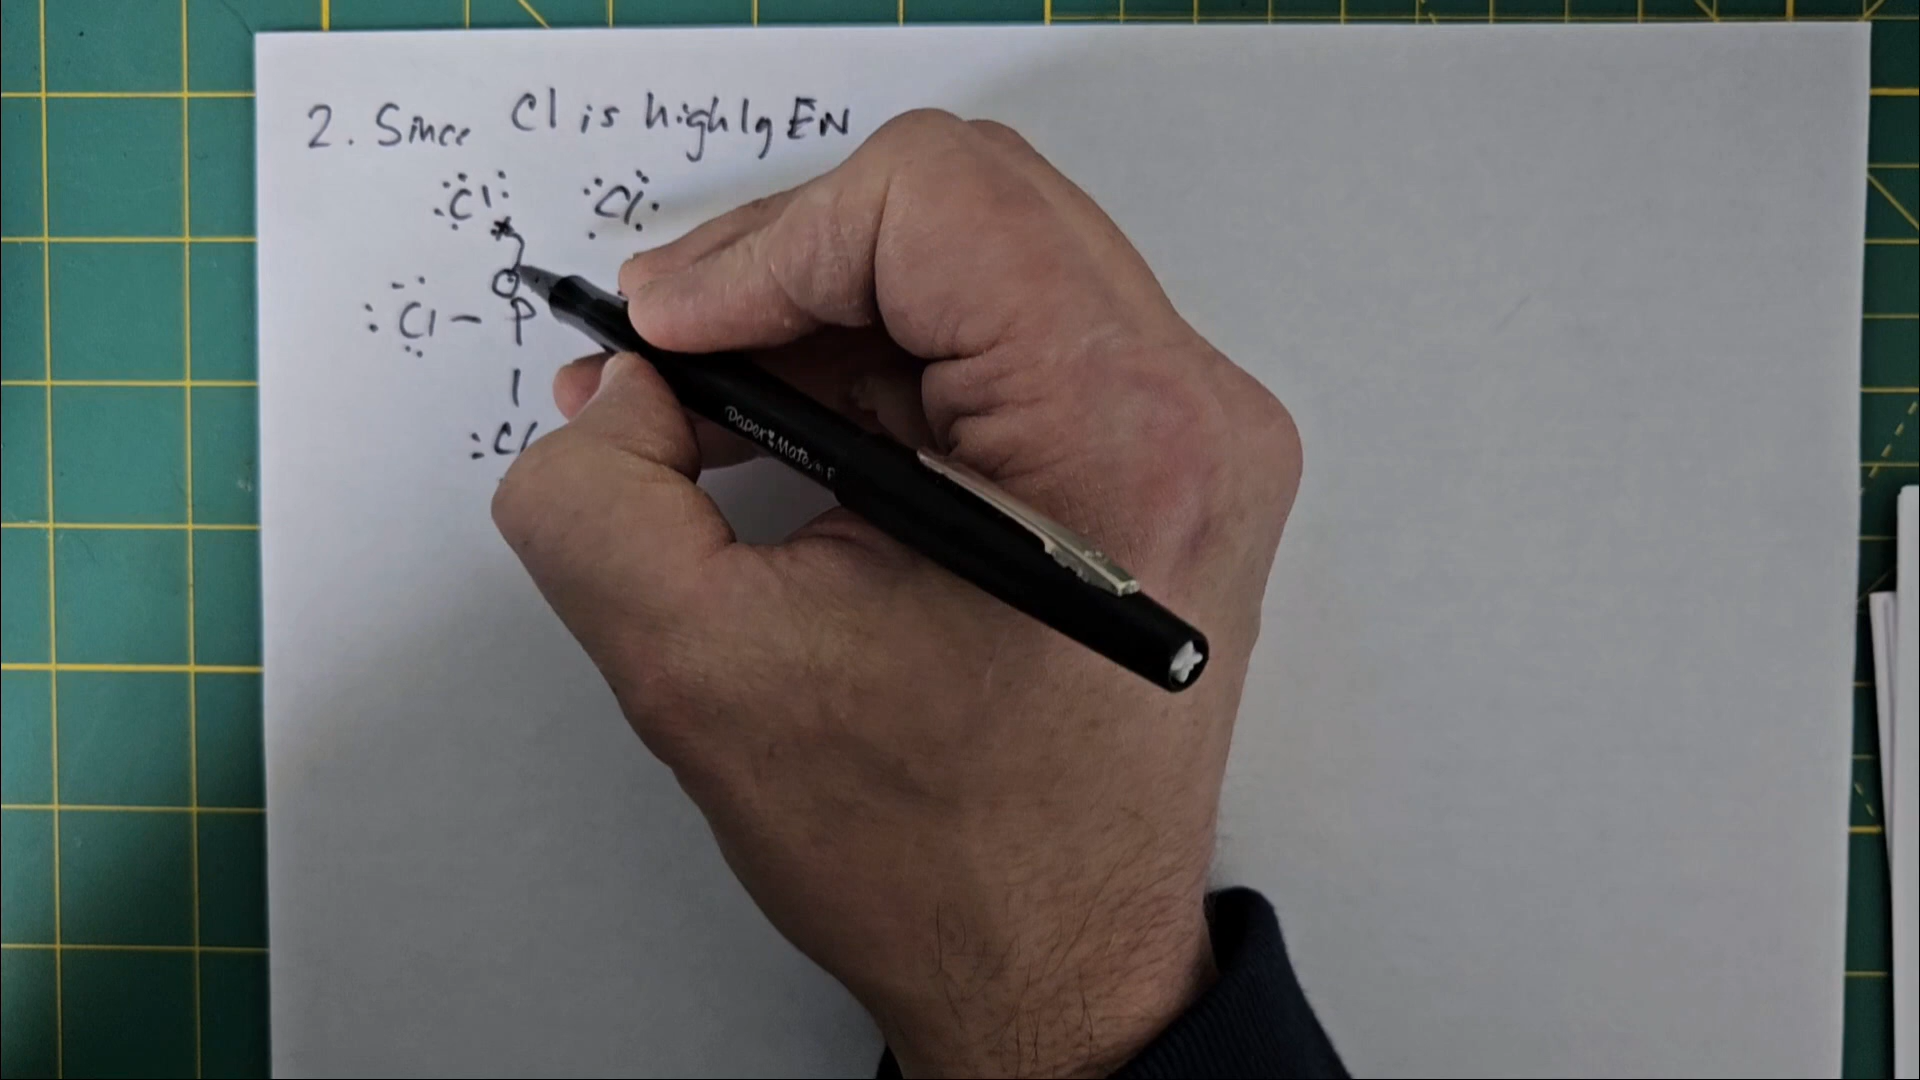 2. Since Cl is highly EN
:Cl: :Cl.
:Cl - P
|
:Cl
Paper Mate